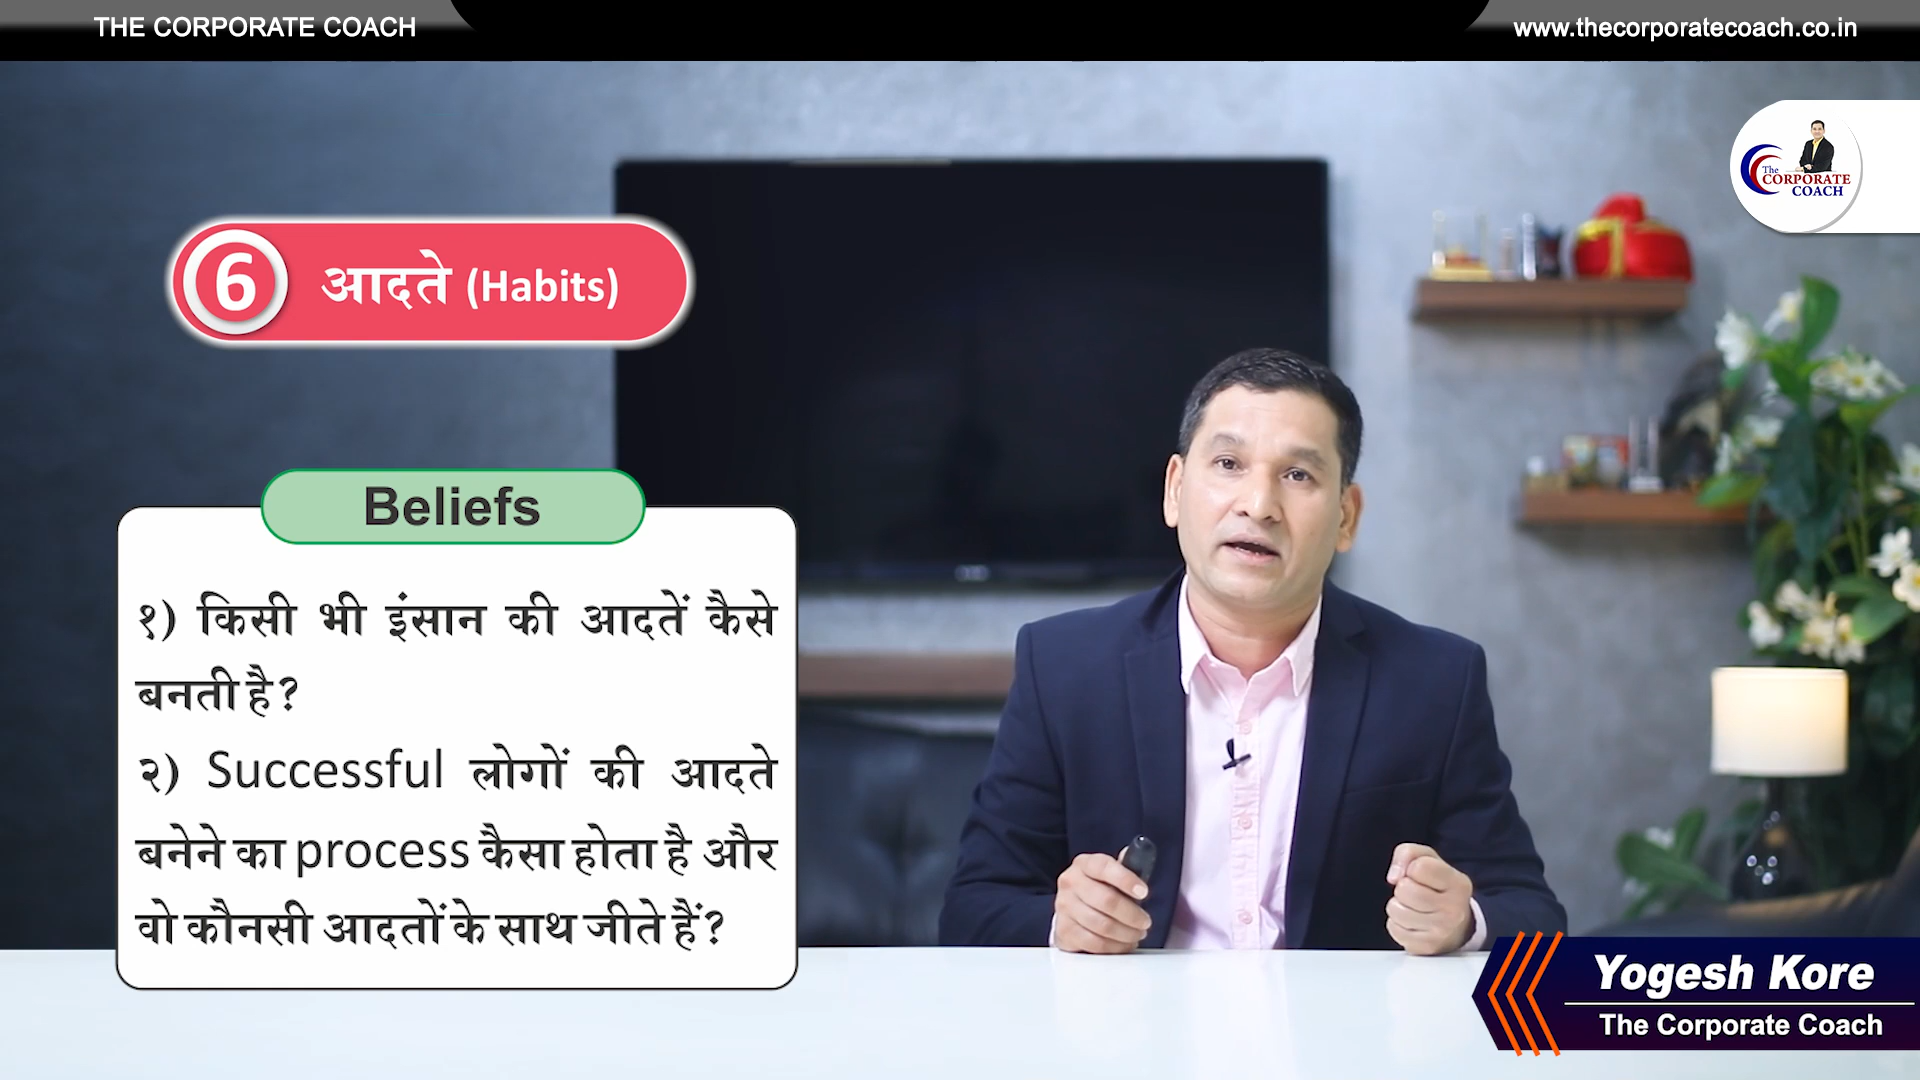 THE CORPORATE COACH
www.thecorporatecoach.co.in
The
CORPORATE
COACH
6 आदते (Habits)
Beliefs
१) किसी भी इंसान की आदतें कैसे
बनती है?
२) Successful लोगों की आदते
बनेने का process कैसा होता है और
वो कौनसी आदतों के साथ जीते हैं?
Yogesh Kore
The Corporate Coach